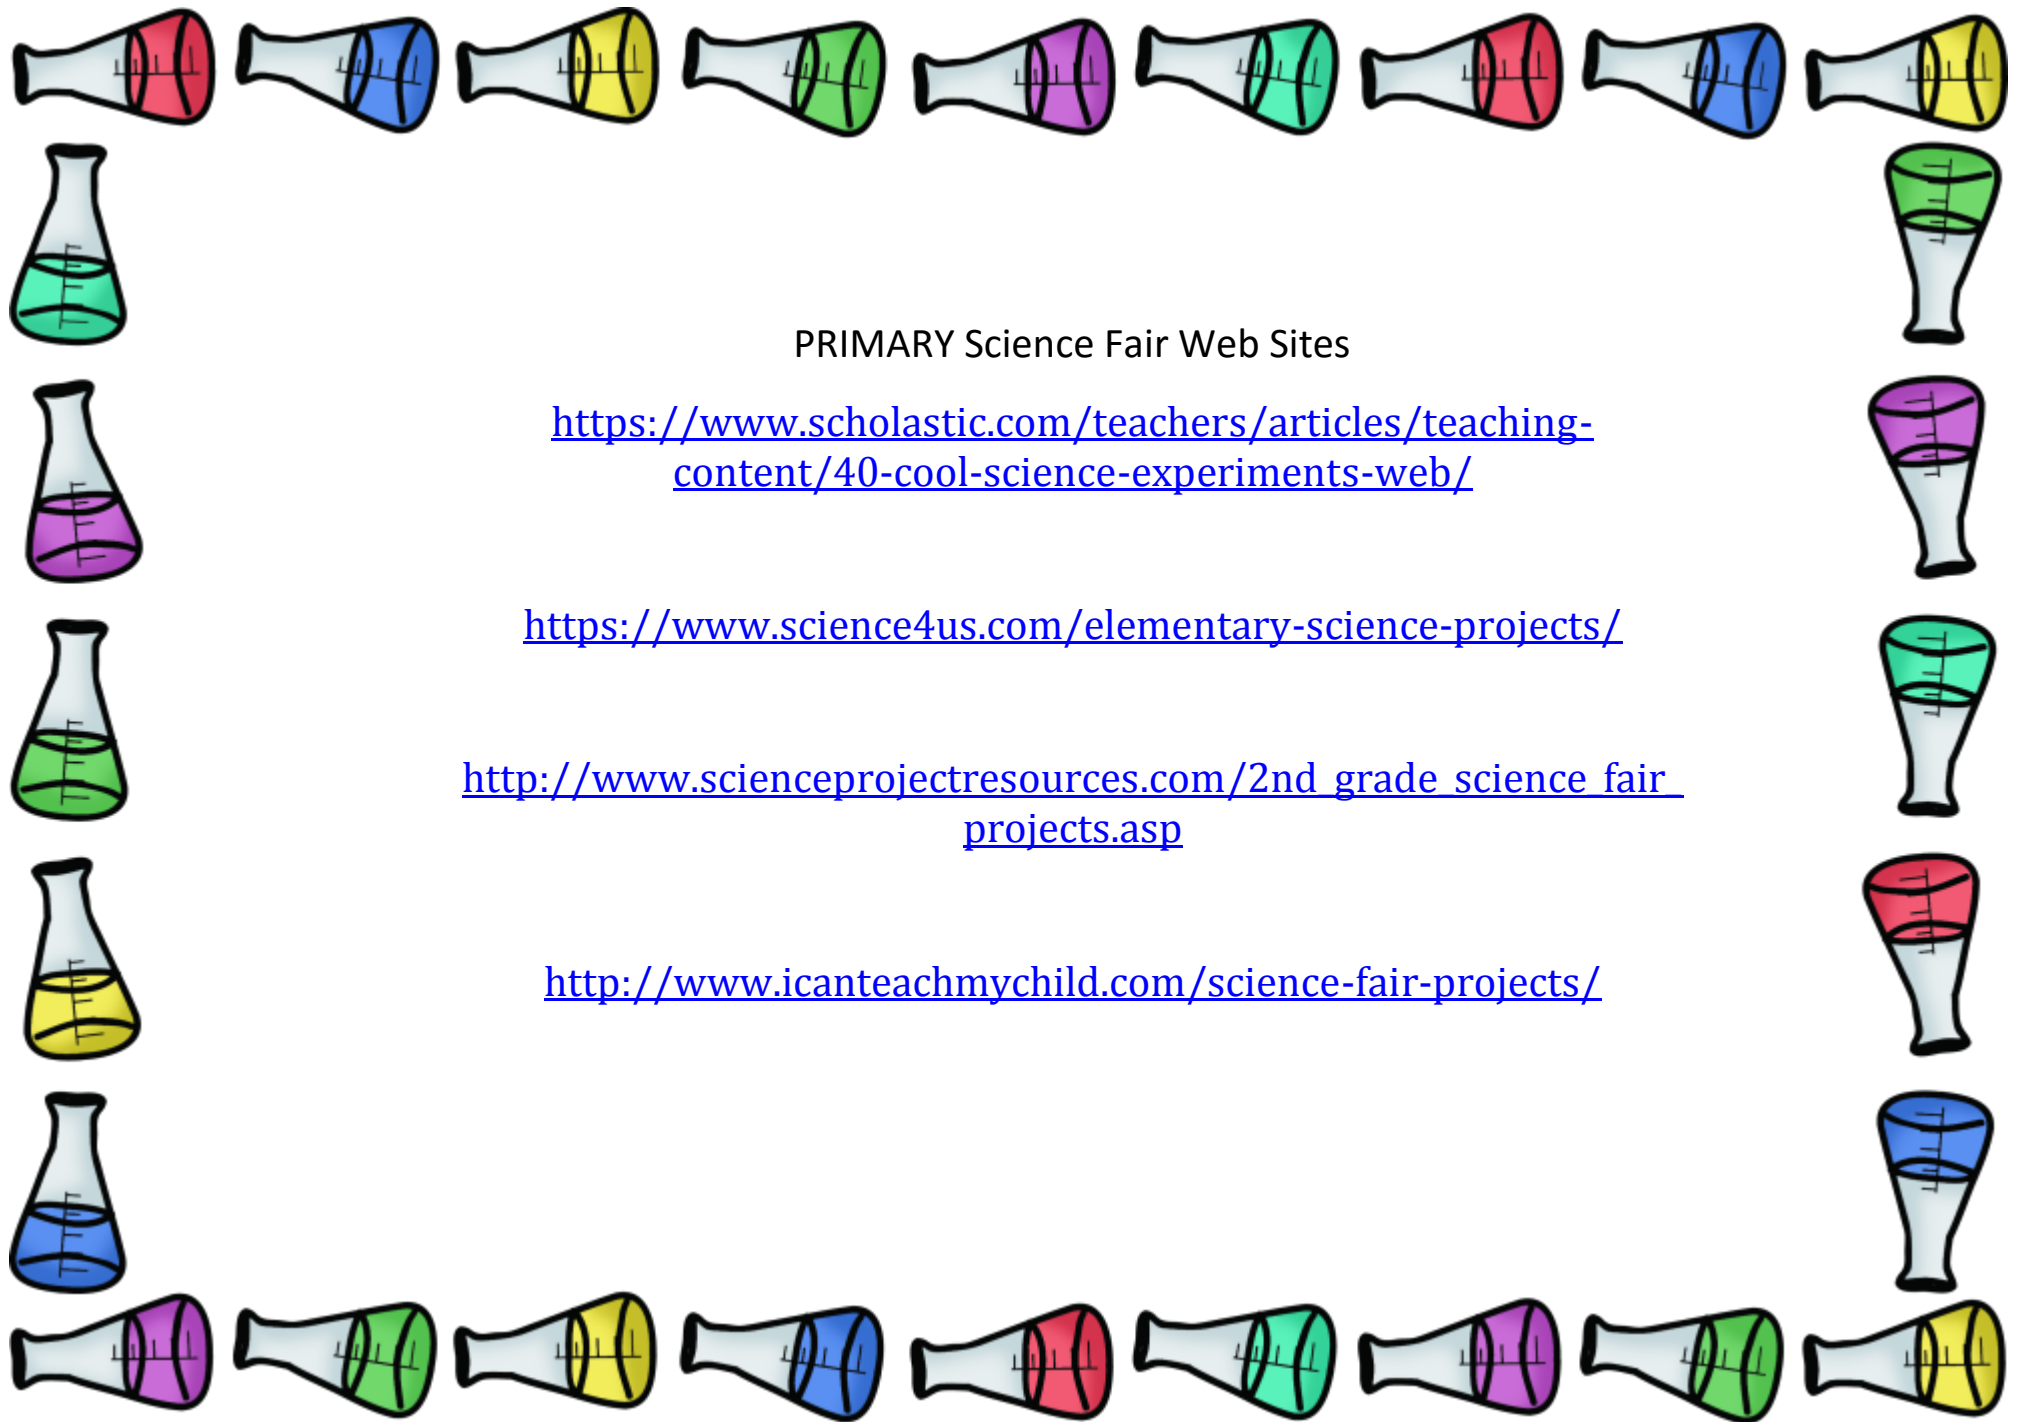 PRIMARY Science Fair Web Sites
https://www.scholastic.com/teachers/articles/teaching-
content/40-cool-science-experiments-web/
https://www.science4us.com/elementary-science-projects/
http://www.scienceprojectresources.com/2nd_grade_science_fair_
projects.asp
http://www.icanteachmychild.com/science-fair-projects/